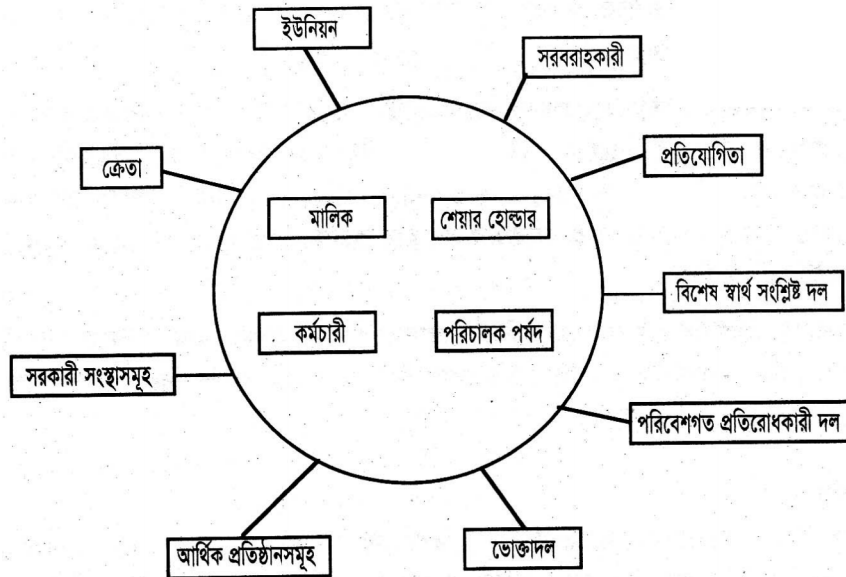 ইউনিয়ন
সরবরাহকারী
প্রতিযোগিতা
ক্রেতা
মালিক
শেয়ার হোল্ডার
বিশেষ স্বার্থ সংশ্লিষ্ট দল
কর্মচারী
পরিচালক পর্ষদ
সরকারী সংস্থাসমূহ
পরিবেশগত প্রতিরোধকারী দল
আর্থিক প্রতিষ্ঠানসমূহ
ভোক্তাদল